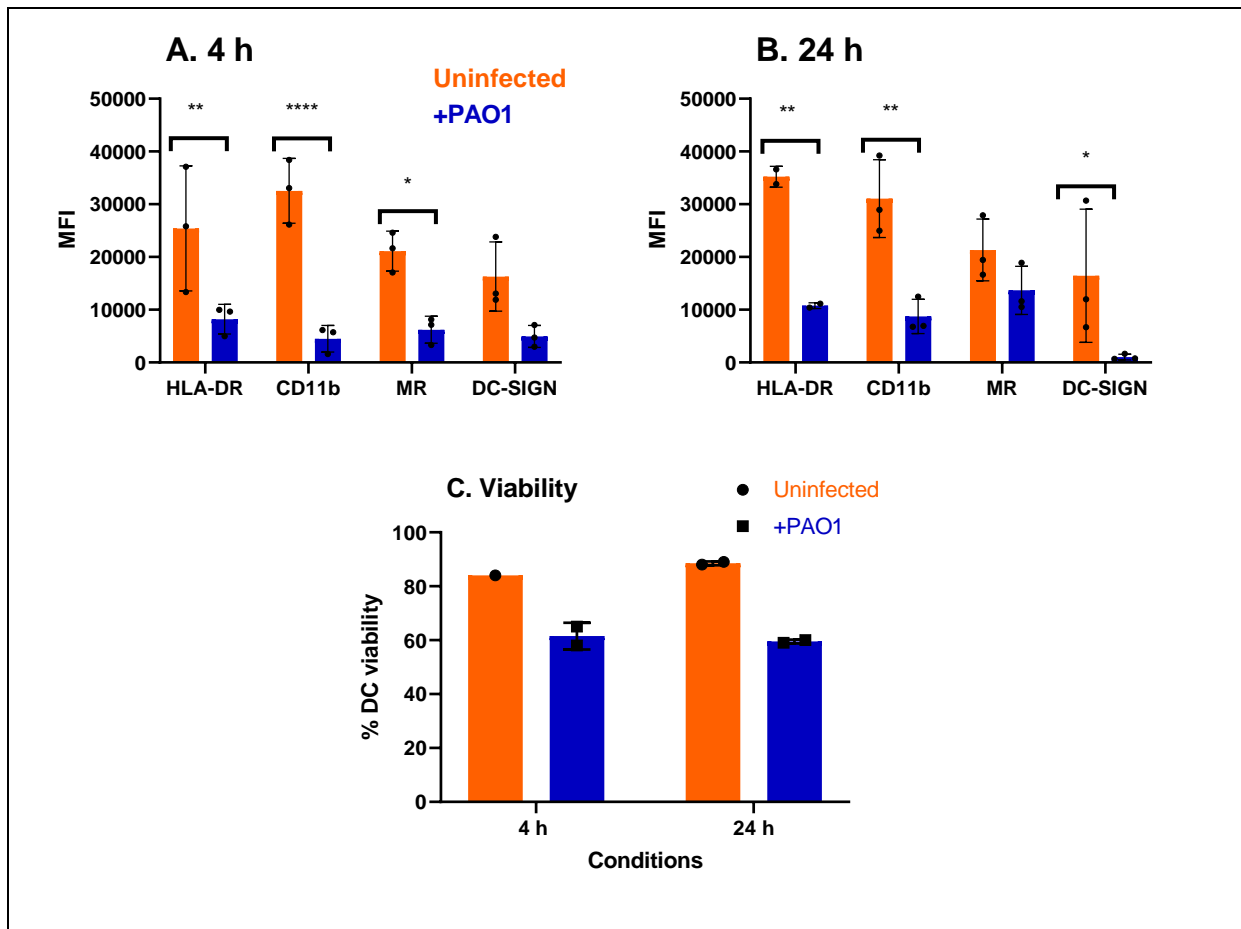 A. 4 h
Uninfected
+PAO1
MFI
50000
40000
30000
20000
10000
0
** **** *
HLA-DR CD11b MR DC-SIGN
B. 24 h
MFI
50000
40000
30000
20000
10000
0
** ** *
HLA-DR CD11b MR DC-SIGN
C. Viability
Uninfected
+PAO1
% DC viability
100
80
60
40
20
0
4 h 24 h
Conditions